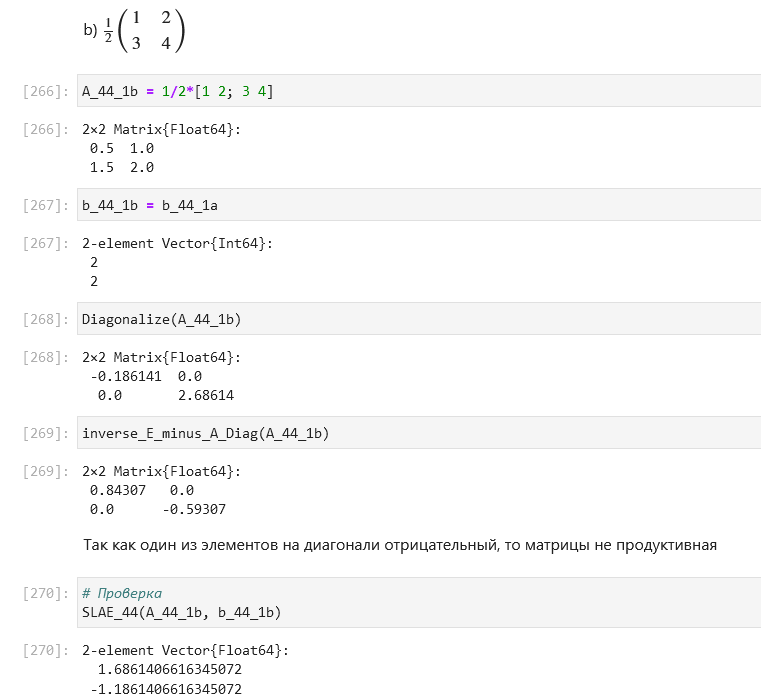 b) 1/2 ( 1 2
3 4 )
[266]: A_44_1b = 1/2*[1 2; 3 4]
[266]: 2×2 Matrix{Float64}:
0.5  1.0
1.5  2.0
[267]: b_44_1b = b_44_1a
[267]: 2-element Vector{Int64}:
2
2
[268]: Diagonalize(A_44_1b)
[268]: 2×2 Matrix{Float64}:
-0.186141  0.0
0.0       2.68614
[269]: inverse_E_minus_A_Diag(A_44_1b)
[269]: 2×2 Matrix{Float64}:
0.84307   0.0
0.0      -0.59307
Так как один из элементов на диагонали отрицательный, то матрицы не продуктивная
[270]: # Проверка
SLAE_44(A_44_1b, b_44_1b)
[270]: 2-element Vector{Float64}:
1.6861406616345072
-1.1861406616345072